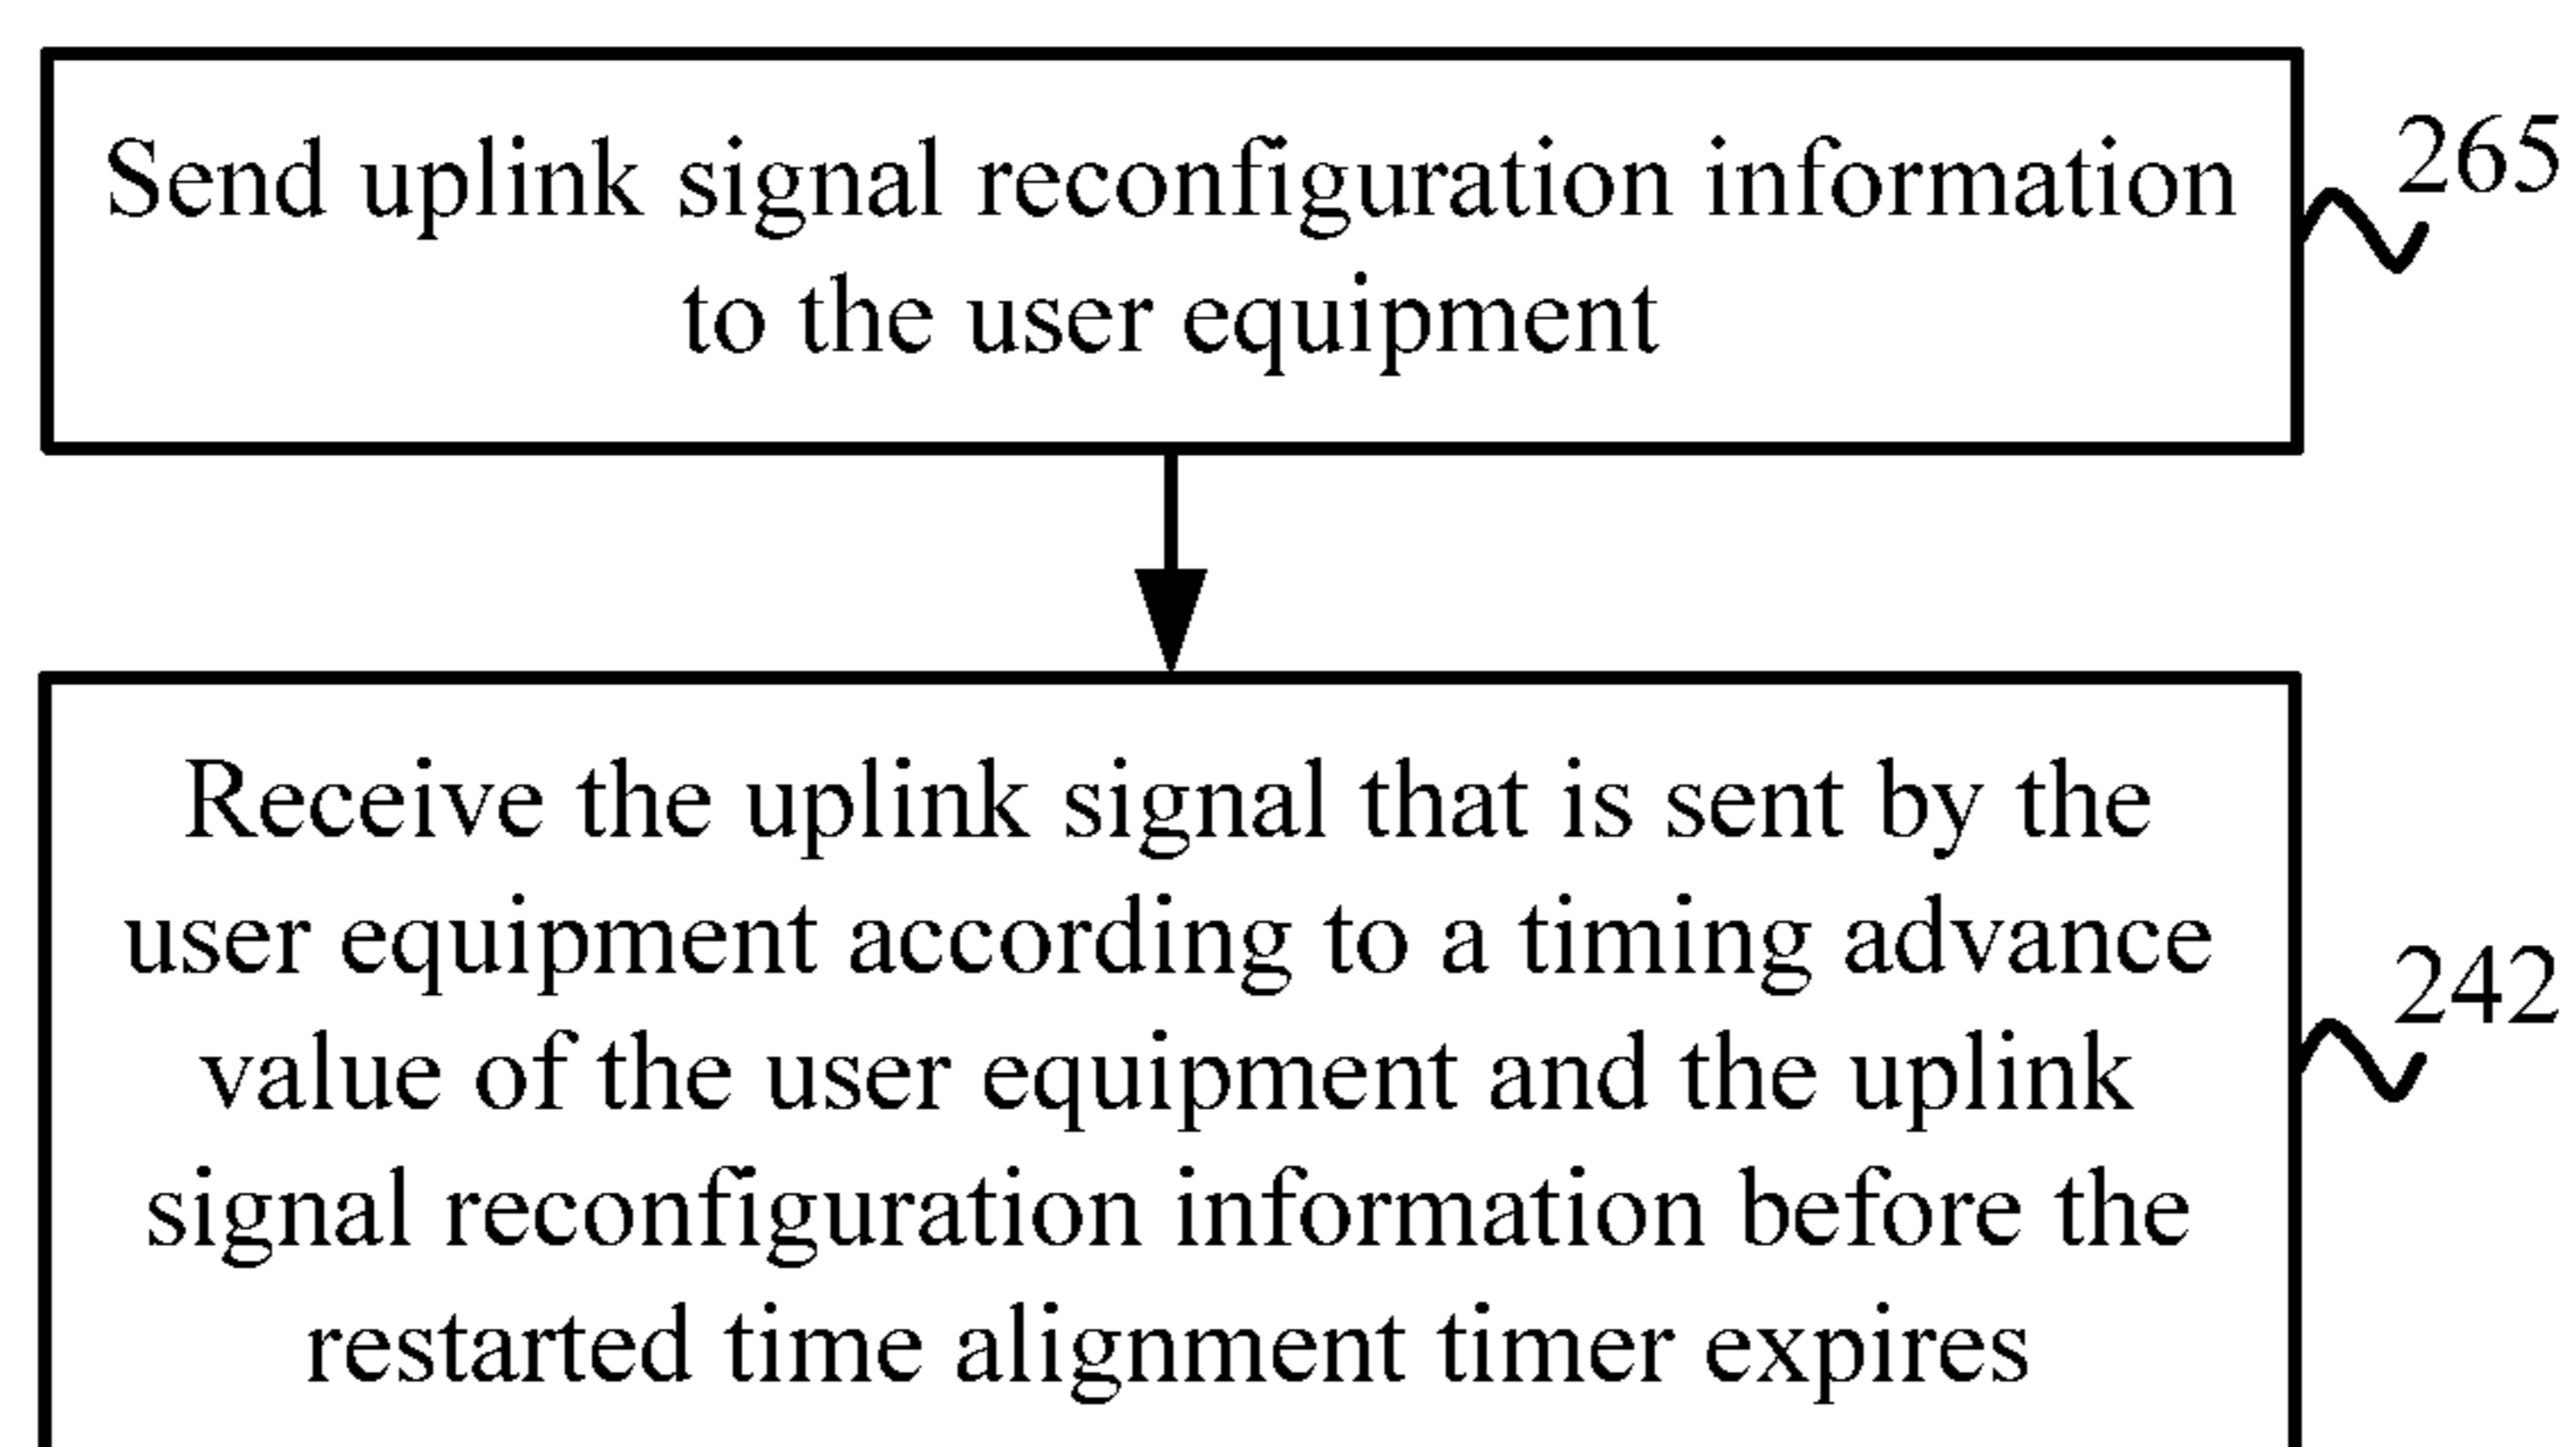 Send uplink signal reconfiguration information
to the user equipment
265
Receive the uplink signal that is sent by the
user equipment according to a timing advance
value of the user equipment and the uplink
signal reconfiguration information before the
restarted time alignment timer expires
242